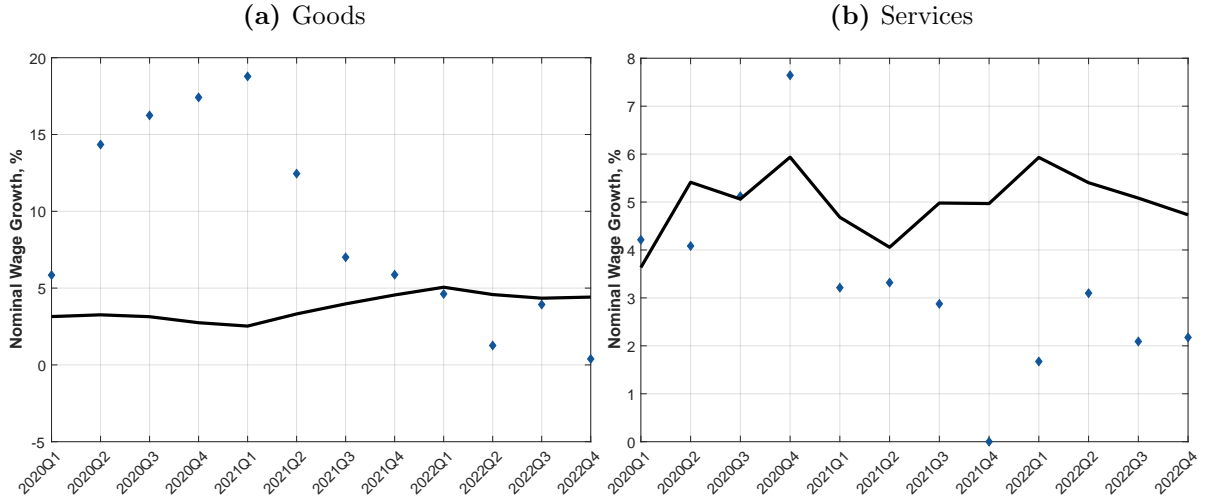 (a) Goods
Nominal Wage Growth, %
20
15
10
5
0
-5
2020Q1
2020Q2
2020Q3
2020Q4
2021Q1
2021Q2
2021Q3
2021Q4
2022Q1
2022Q2
2022Q3
2022Q4
(b) Services
Nominal Wage Growth, %
8
7
6
5
4
3
2
1
0
2020Q1
2020Q2
2020Q3
2020Q4
2021Q1
2021Q2
2021Q3
2021Q4
2022Q1
2022Q2
2022Q3
2022Q4